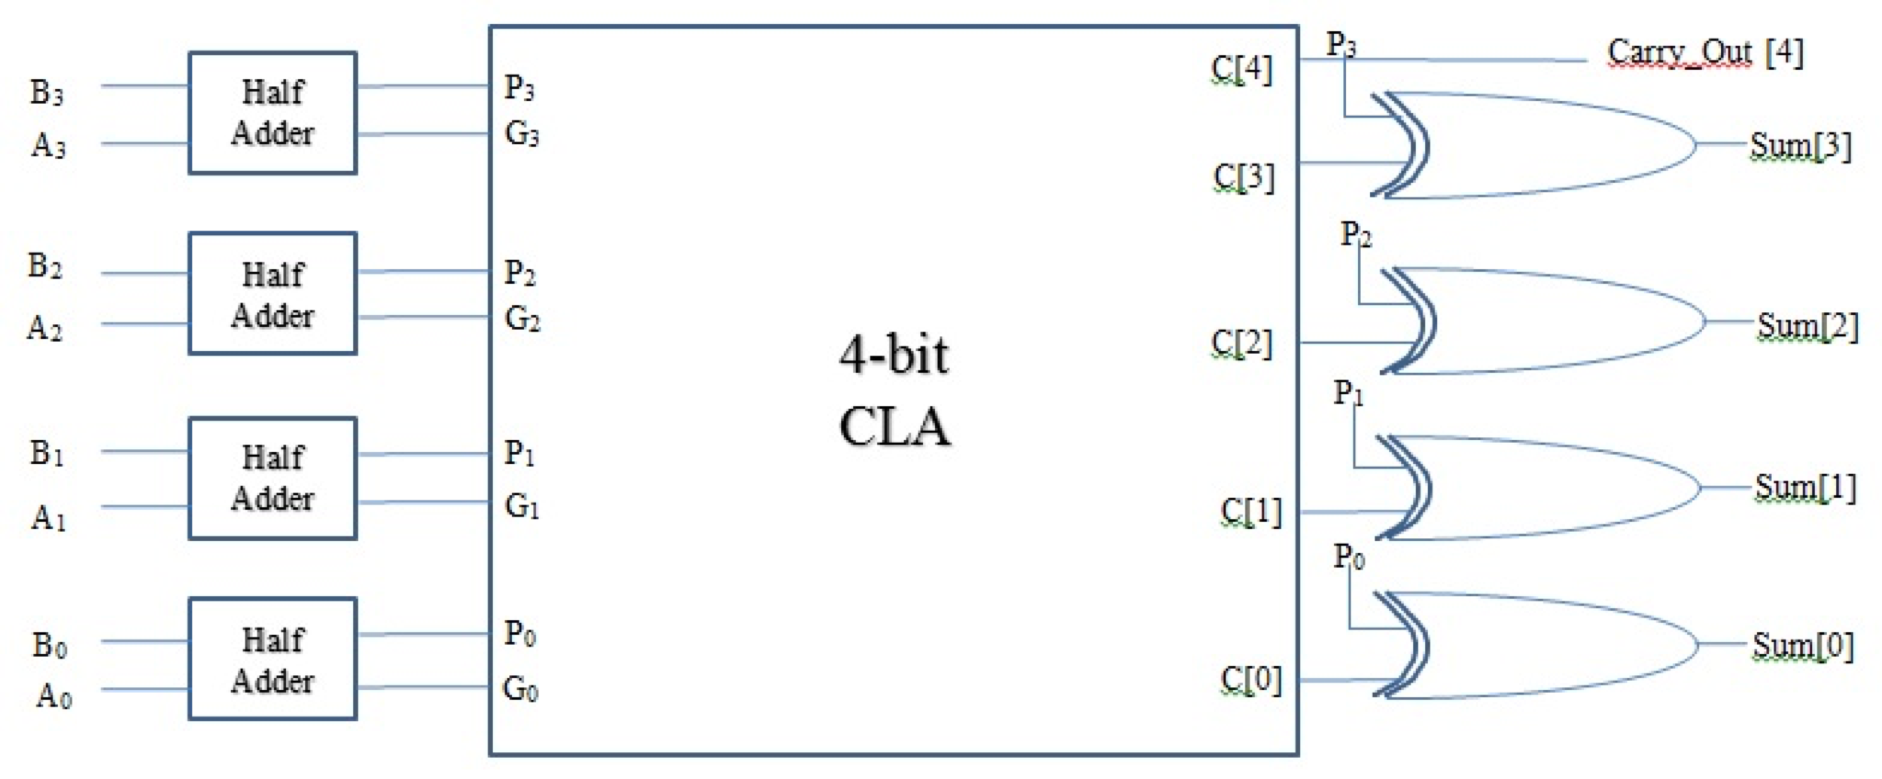 B3
A3
Half
Adder
P3
G3
B2
A2
Half
Adder
P2
G2
B1
A1
Half
Adder
P1
G1
B0
A0
Half
Adder
P0
G0
4-bit
CLA
C[4]
C[3]
C[2]
C[1]
C[0]
P3
Carry_Out [4]
Sum[3]
P2
Sum[2]
P1
Sum[1]
P0
Sum[0]